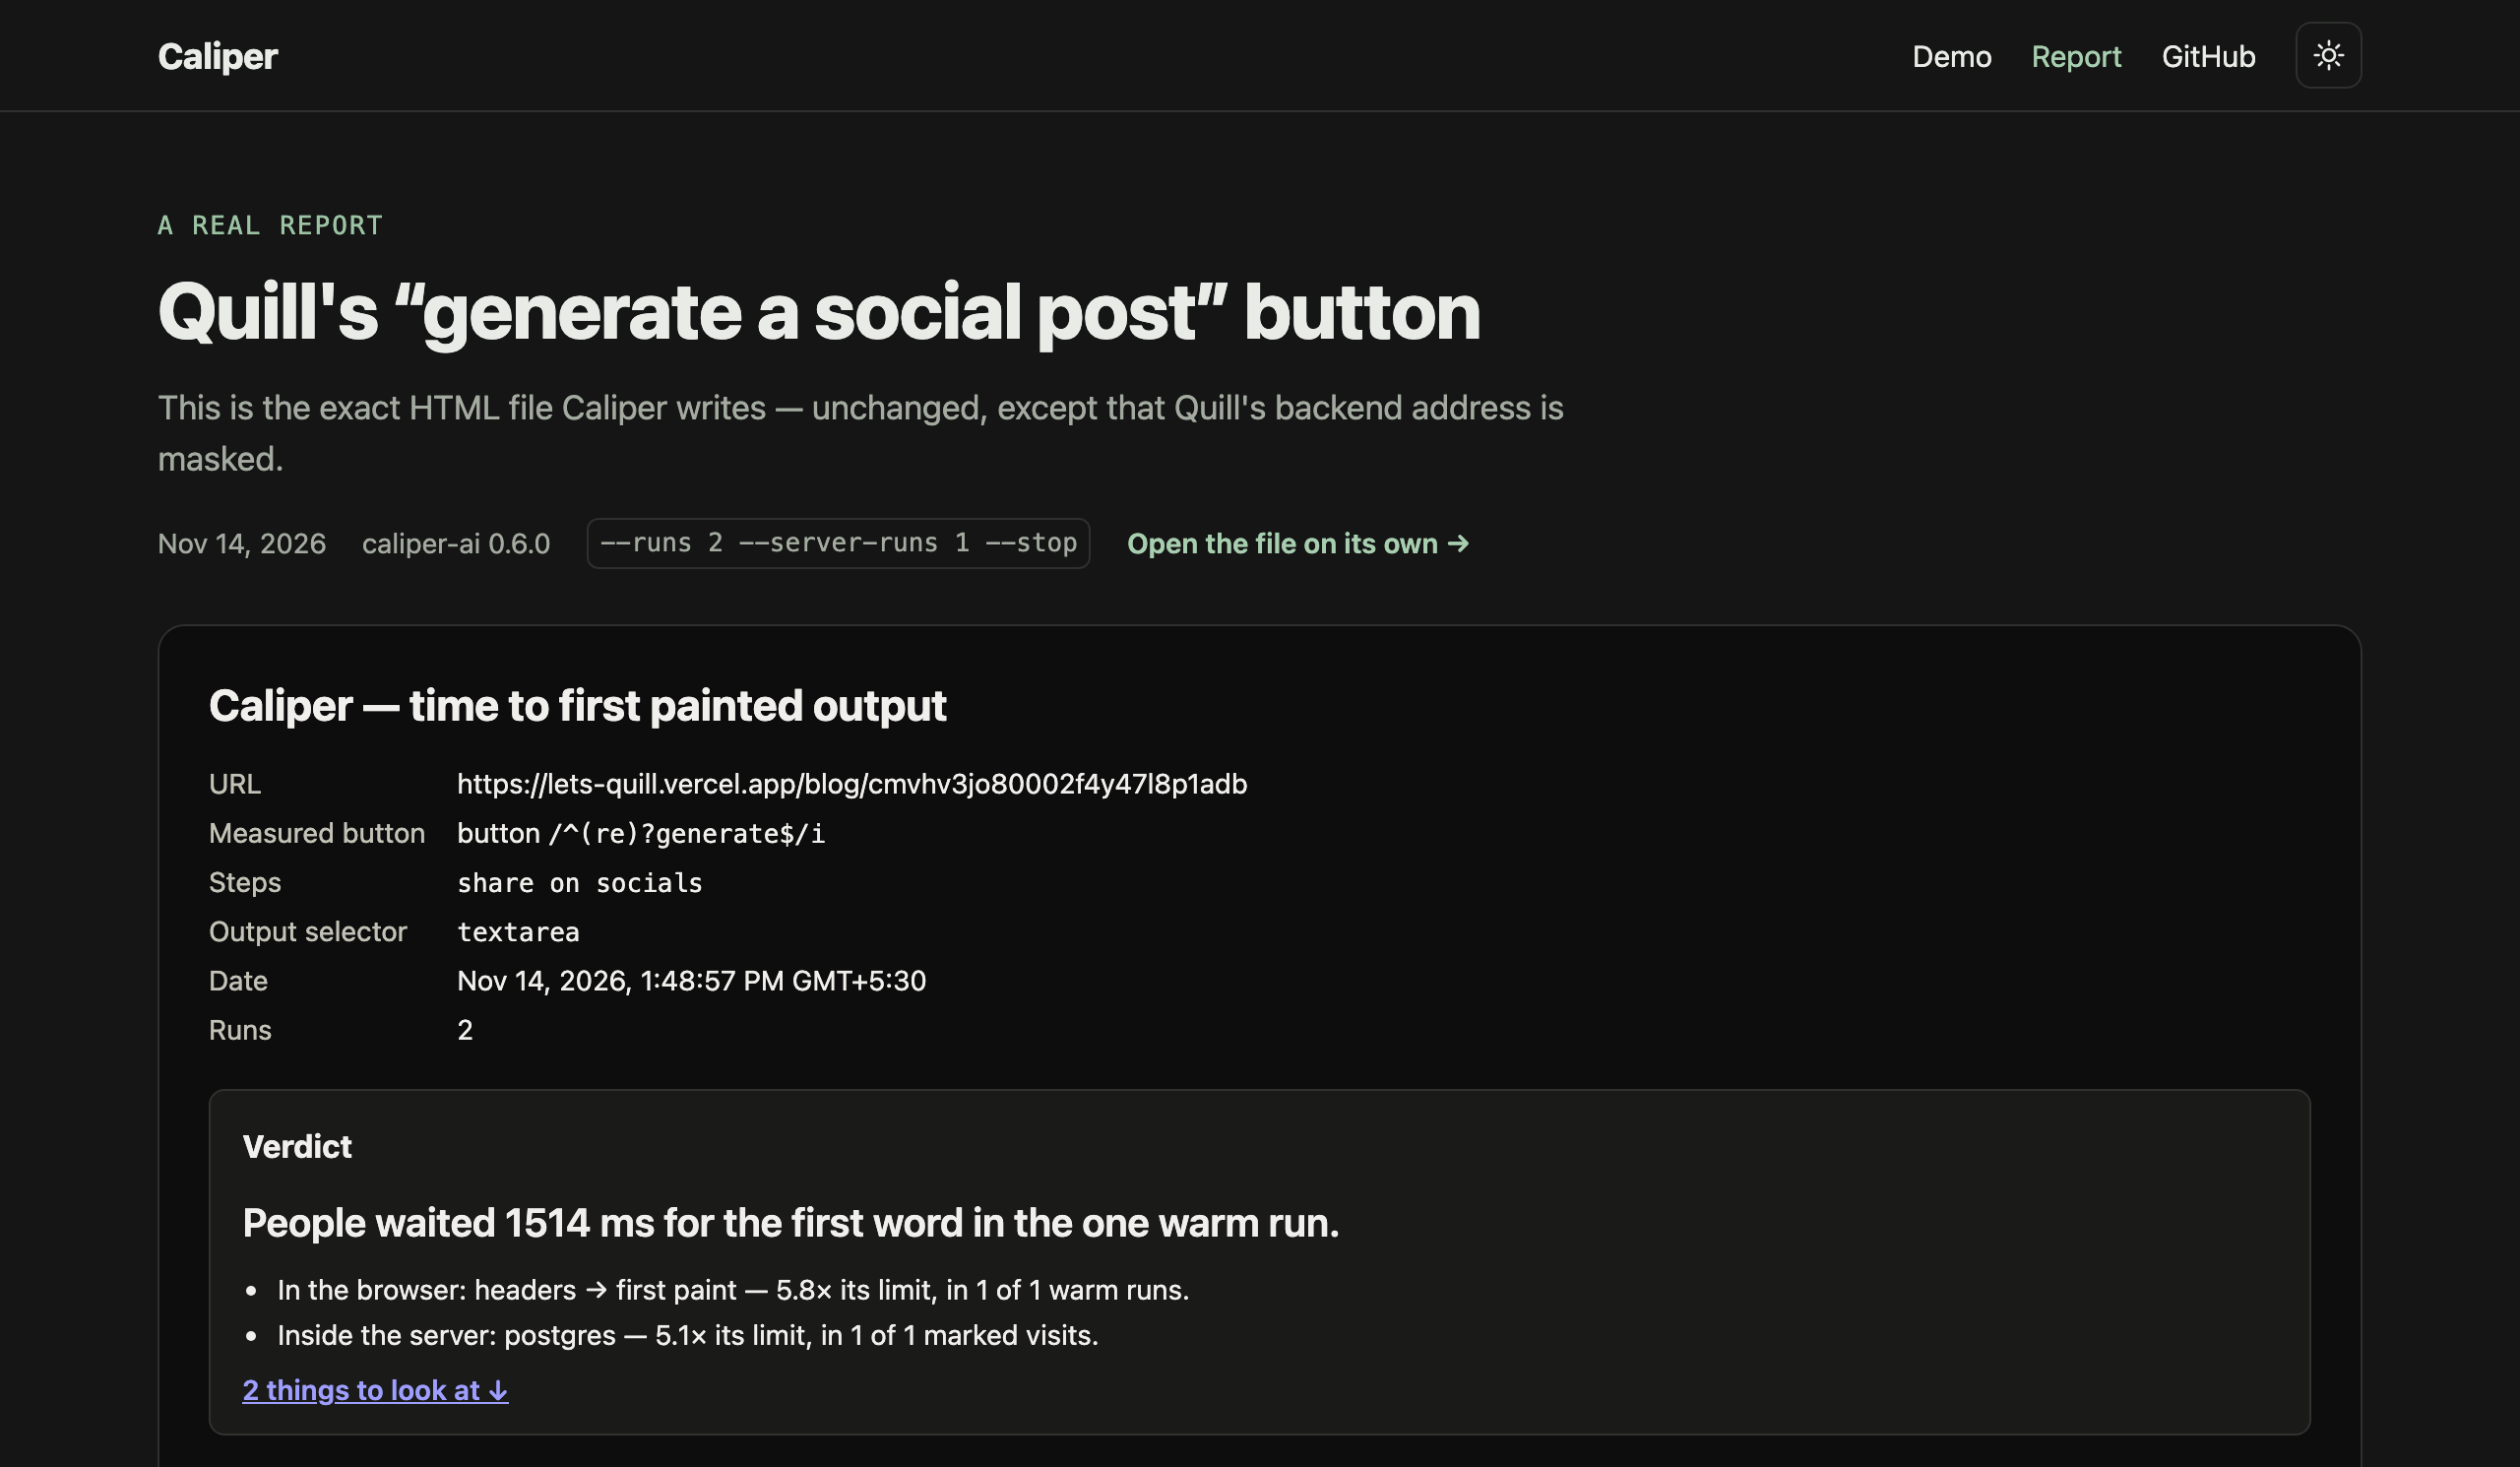 Caliper
Demo Report GitHub
A REAL REPORT
Quill's “generate a social post” button
This is the exact HTML file Caliper writes — unchanged, except that Quill's backend address is
masked.
Nov 14, 2026 caliper-ai 0.6.0 --runs 2 --server-runs 1 --stop Open the file on its own →
Caliper — time to first painted output
URL https://lets-quill.vercel.app/blog/cmvhv3jo80002f4y47l8p1adb
Measured button button /^(re)?generate$/i
Steps share on socials
Output selector textarea
Date Nov 14, 2026, 1:48:57 PM GMT+5:30
Runs 2
Verdict
People waited 1514 ms for the first word in the one warm run.
• In the browser: headers → first paint — 5.8× its limit, in 1 of 1 warm runs.
• Inside the server: postgres — 5.1× its limit, in 1 of 1 marked visits.
2 things to look at ↓